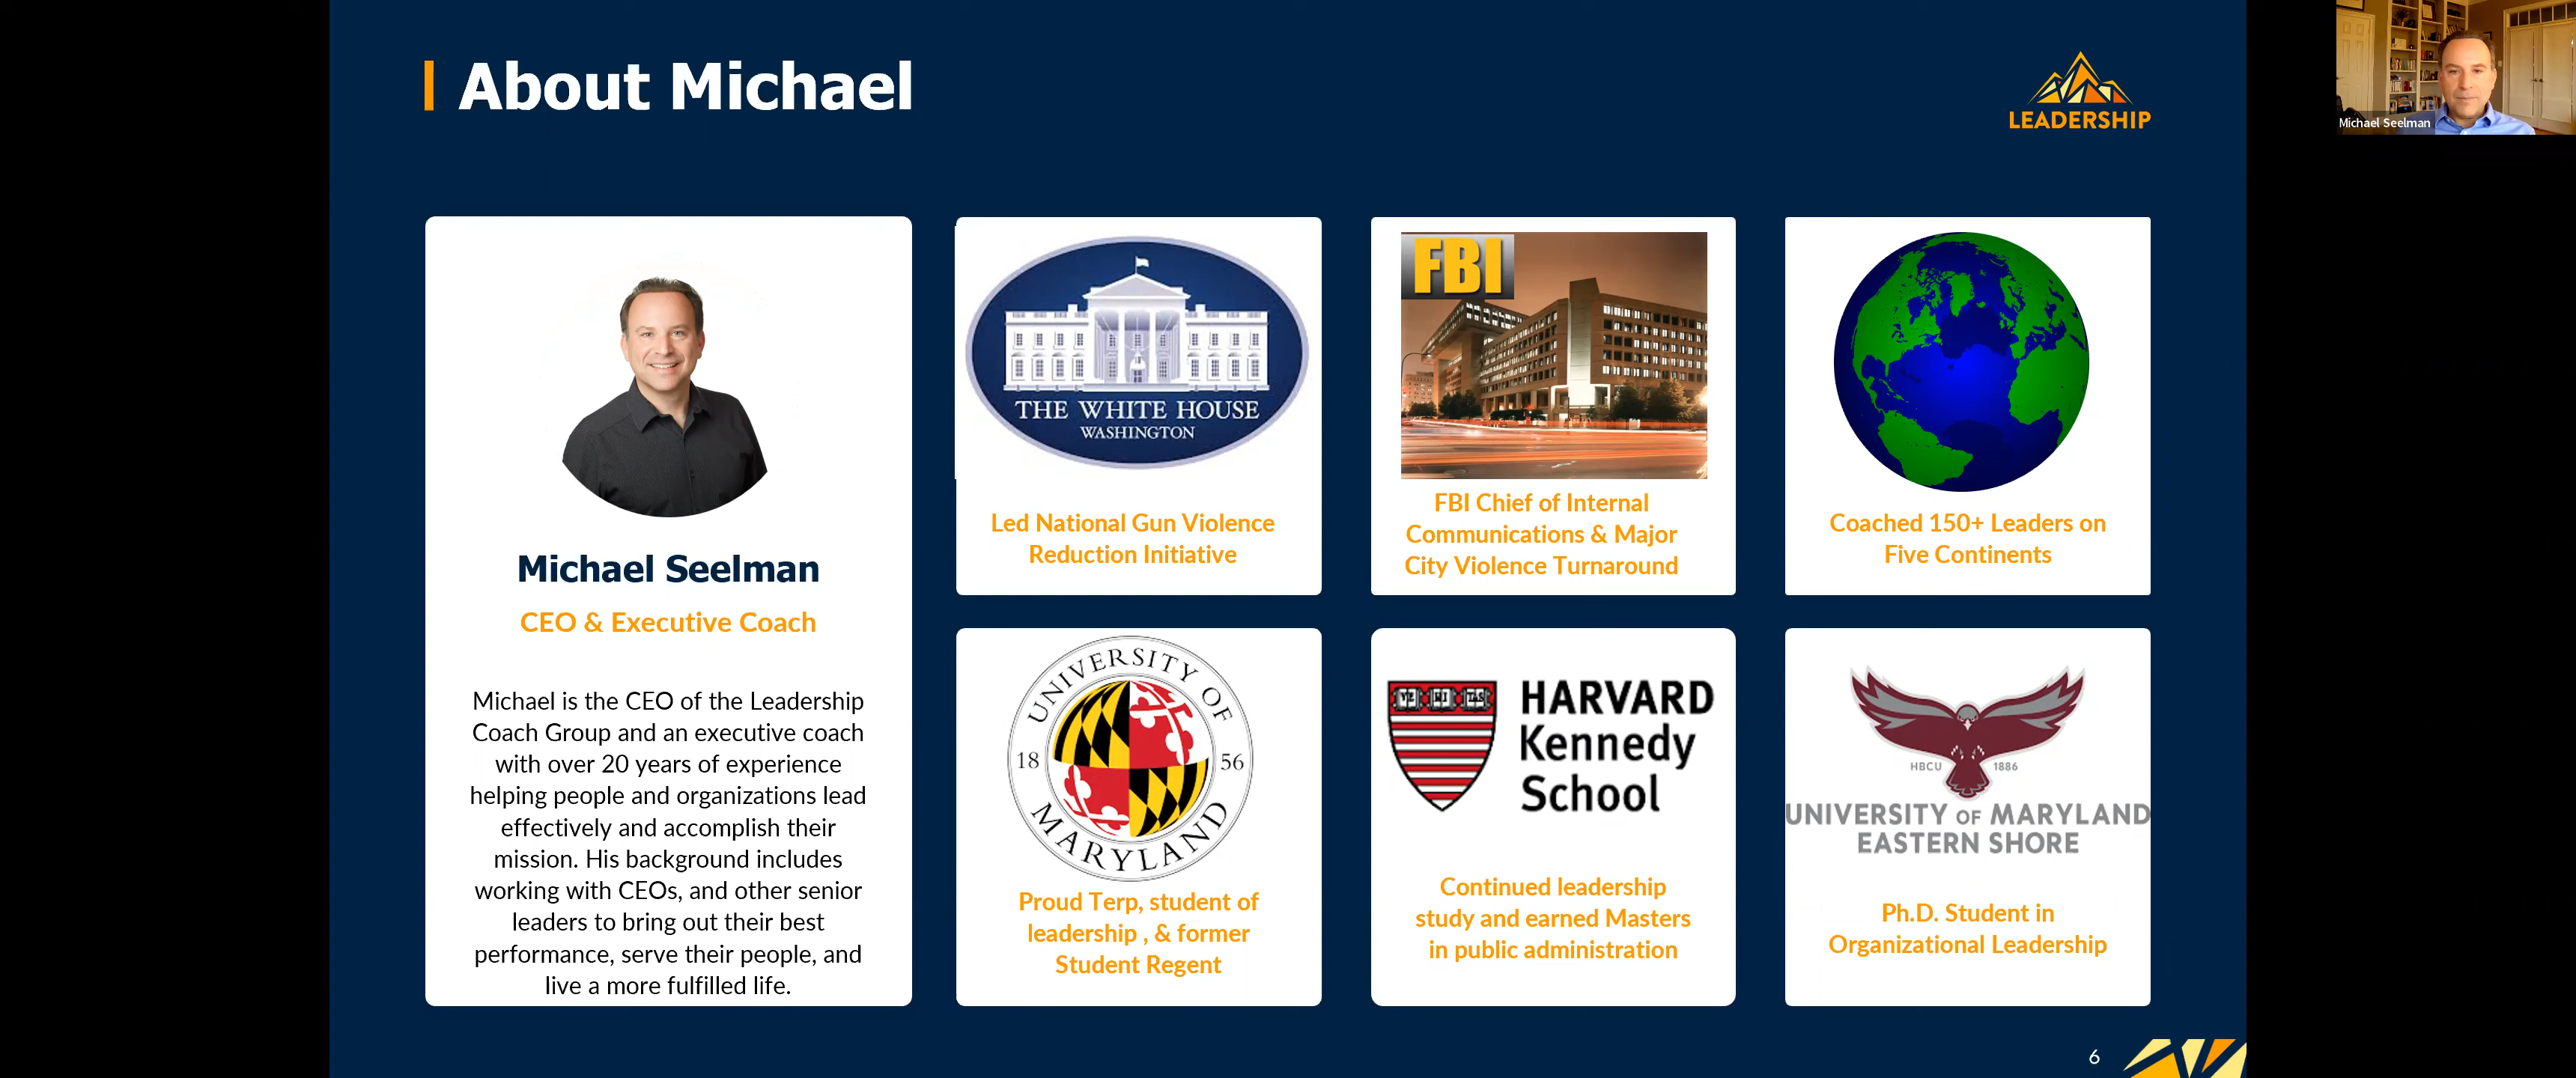 About Michael
LEADERSHIP
Michael Seelman
THE WHITE HOUSE
WASHINGTON
Led National Gun Violence
Reduction Initiative
FBI
FBI Chief of Internal
Communications & Major
City Violence Turnaround
Coached 150+ Leaders on
Five Continents
Michael Seelman
CEO & Executive Coach
Michael is the CEO of the Leadership
Coach Group and an executive coach
with over 20 years of experience
helping people and organizations lead
effectively and accomplish their
mission. His background includes
working with CEOs, and other senior
leaders to bring out their best
performance, serve their people, and
live a more fulfilled life.
UNIVERSITY OF
18 56
MARYLAND
Proud Terp, student of
leadership , & former
Student Regent
VE RI TAS
HARVARD
Kennedy
School
Continued leadership
study and earned Masters
in public administration
HBCU 1886
UNIVERSITY OF MARYLAND
EASTERN SHORE
Ph.D. Student in
Organizational Leadership
6